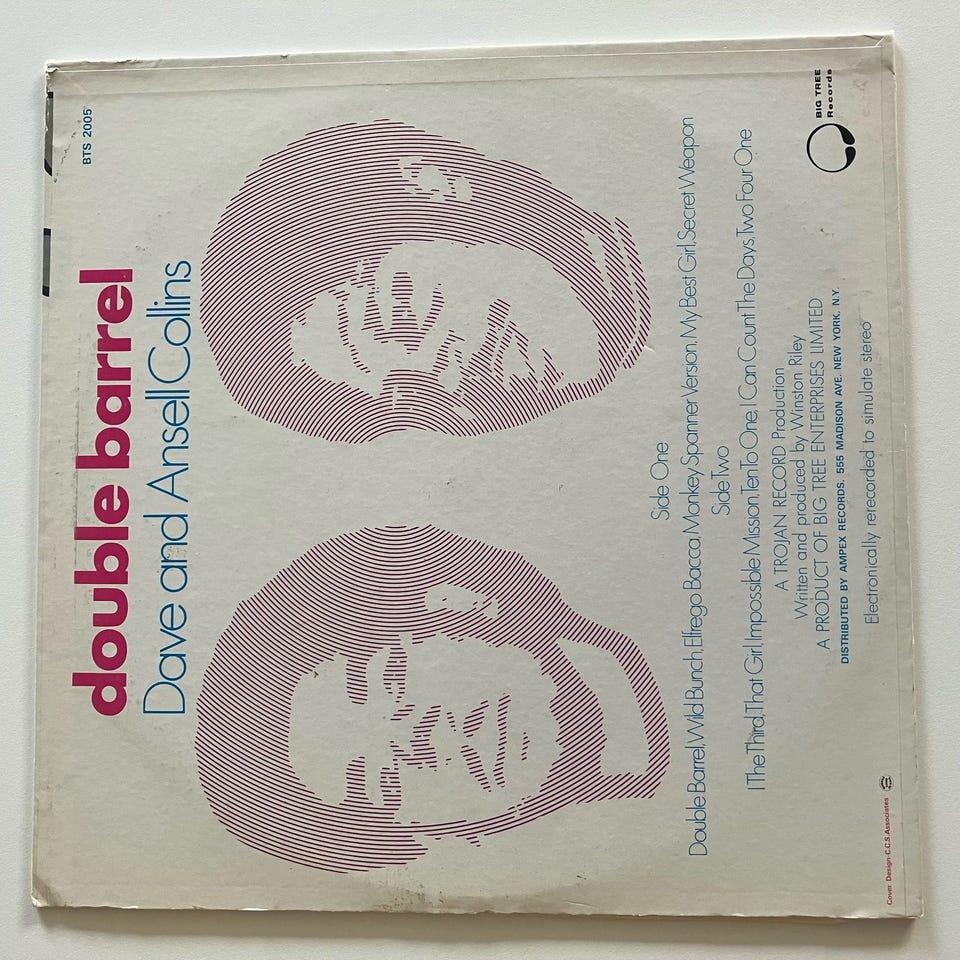 BTS 2005
double barrel
Dave and Ansell Collins
Side One
Double Barrel, Wild Bunch, Elfrego Bacca, Monkey Spanner Version, My Best Girl, Secret Weapon
Side Two
I The Third, That Girl, Impossible Mission, Ten To One, I Can Count The Days, Two Four One
A TROJAN RECORD Production
Written and produced by Winston Riley
A PRODUCT OF BIG TREE ENTERPRISES LIMITED
DISTRIBUTED BY AMPEX RECORDS. 555 MADISON AVE. NEW YORK. N.Y.
Electronically rerecorded to simulate stereo
BIG TREE
Records
Cover Design-C.C.S. Associates